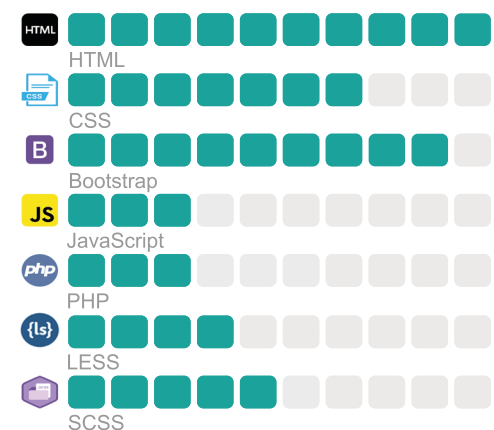 HTML
HTML
CSS
CSS
B
Bootstrap
JS
JavaScript
php
PHP
{ls}
LESS
SCSS